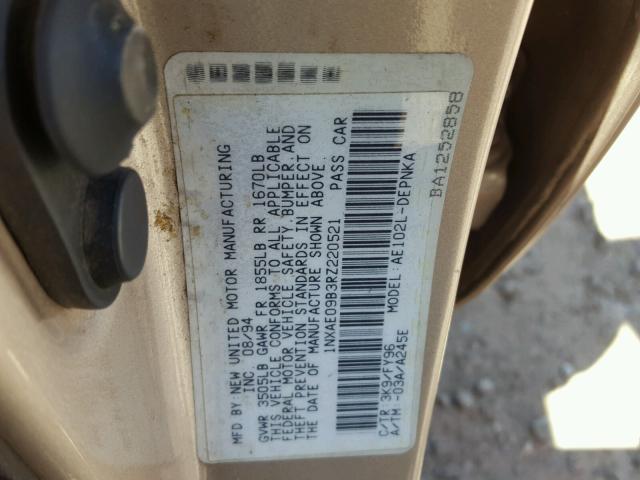 MFD BY: NEW UNITED MOTOR MANUFACTURING
INC. 08/94
GVWR 3505LB GAWR FR 1855LB RR 1670LB
THIS VEHICLE CONFORMS TO ALL APPLICABLE
FEDERAL MOTOR VEHICLE SAFETY, BUMPER, AND
THEFT PREVENTION STANDARDS IN EFFECT ON
THE DATE OF MANUFACTURE SHOWN ABOVE.
1NXAE09B3RZ220521 PASS CAR
C/TR 3K9/FY96 MODEL: AE102L-DEPNKA
A/TM -03A/A245E
BA1252858